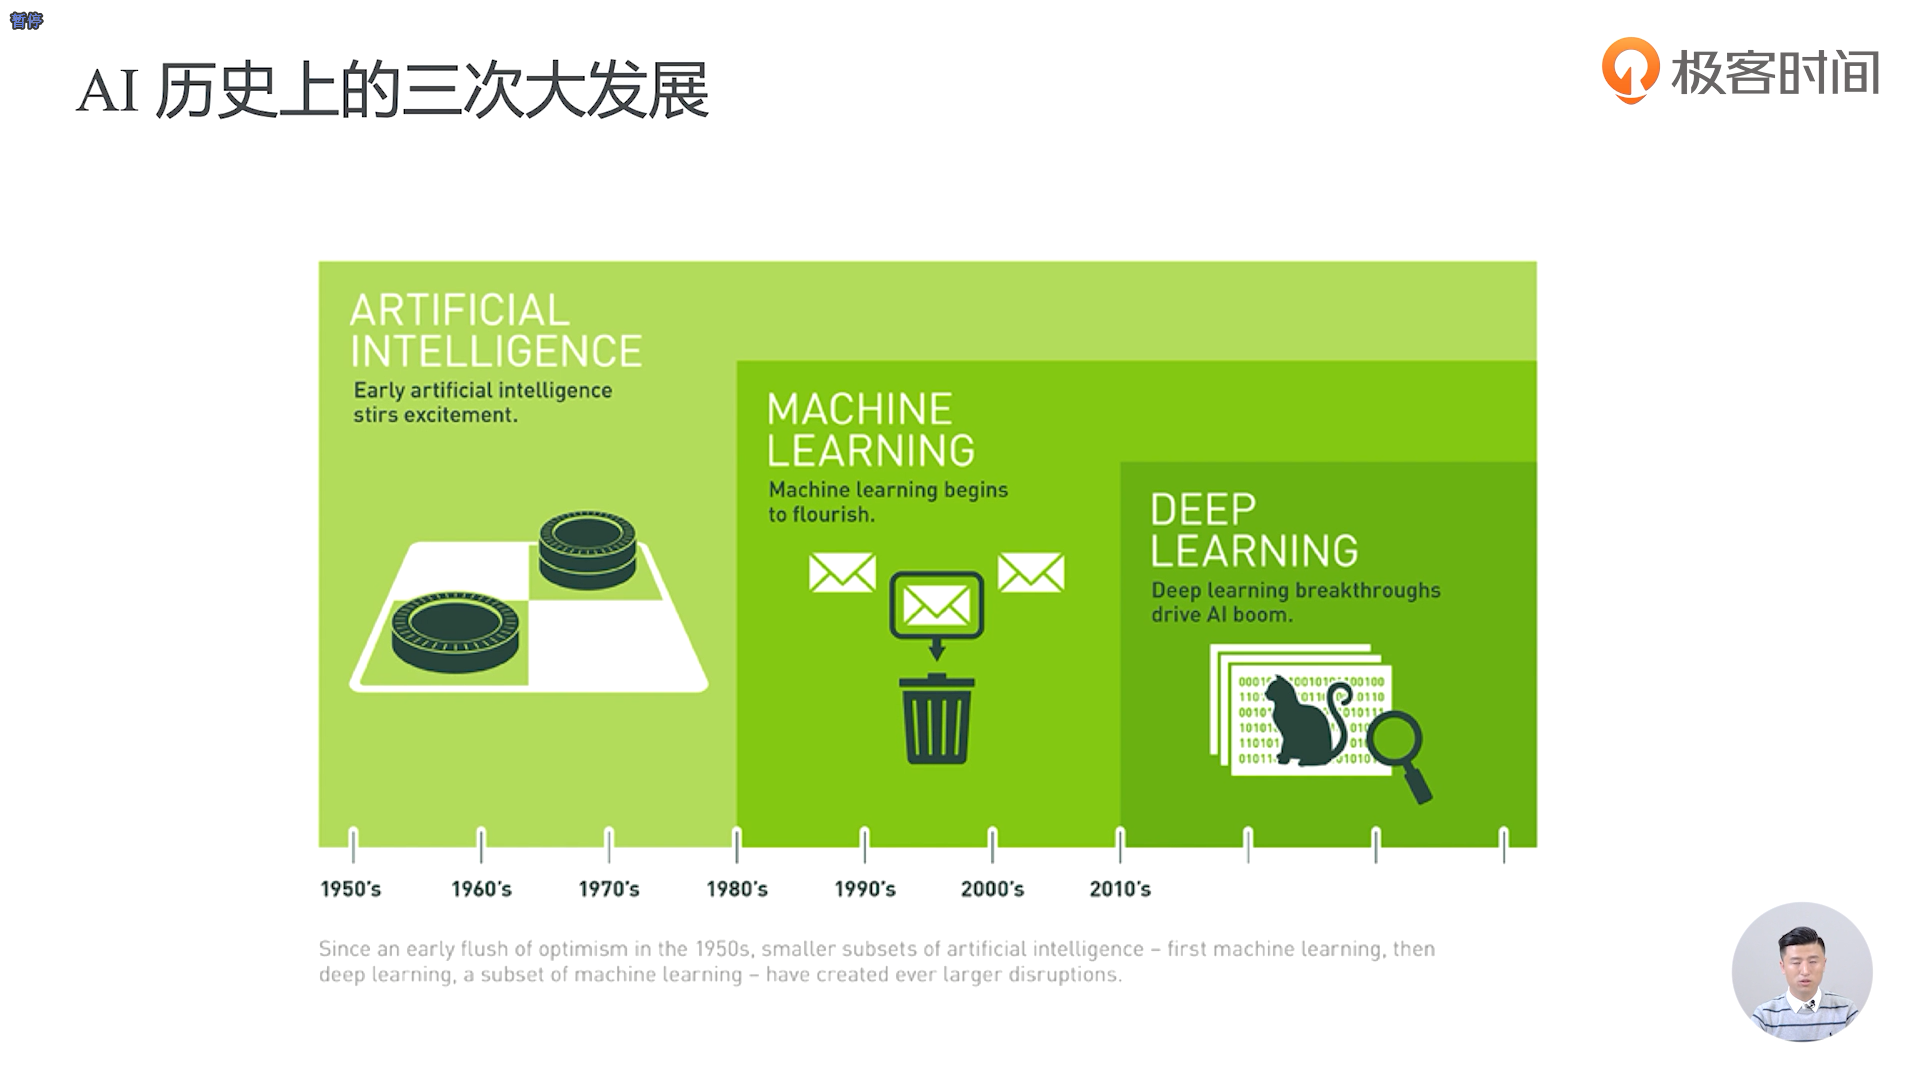 暂停
AI 历史上的三次大发展
极客时间
ARTIFICIAL
INTELLIGENCE
Early artificial intelligence
stirs excitement.
MACHINE
LEARNING
Machine learning begins
to flourish.
DEEP
LEARNING
Deep learning breakthroughs
drive AI boom.
1950's
1960's
1970's
1980's
1990's
2000's
2010's
Since an early flush of optimism in the 1950s, smaller subsets of artificial intelligence – first machine learning, then
deep learning, a subset of machine learning – have created ever larger disruptions.